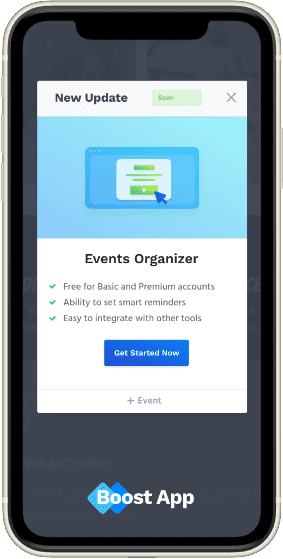 New Update
Soon
Events Organizer
Free for Basic and Premium accounts
Ability to set smart reminders
Easy to integrate with other tools
Get Started Now
+ Event
ACCESSORIES
Boost App